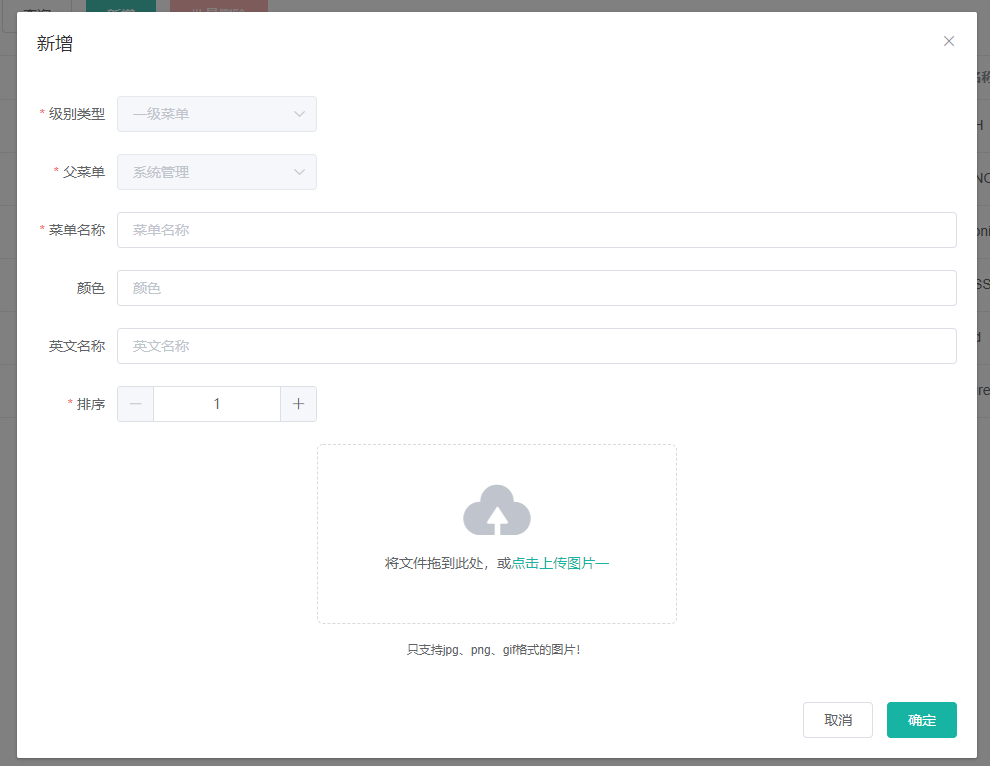 新增
* 级别类型 一级菜单
* 父菜单 系统管理
* 菜单名称 菜单名称
颜色 颜色
英文名称 英文名称
* 排序 — 1 +
将文件拖到此处，或点击上传图片一
只支持jpg、png、gif格式的图片!
取消 确定